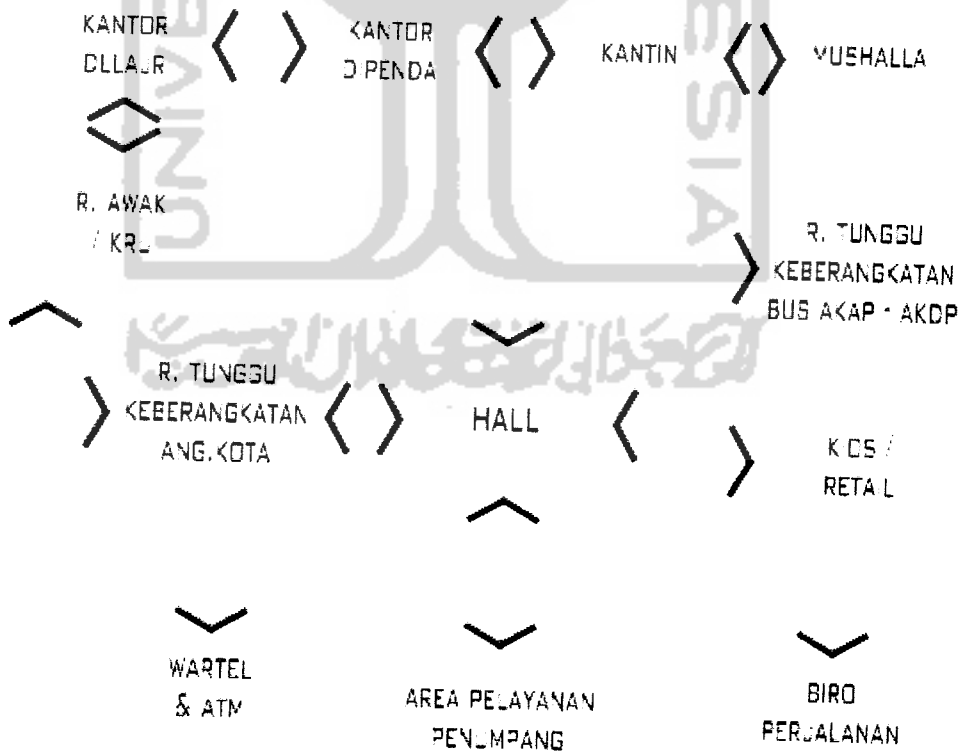 KANTOR
DLLAJR
KANTOR
DIPENDA
KANTIN
MUSHALLA
R. AWAK
/ KRU
R. TUNGGU
KEBERANGKATAN
BUS AKAP - AKDP
R. TUNGGU
KEBERANGKATAN
ANG.KOTA
HALL
KIOS /
RETAIL
WARTEL
& ATM
AREA PELAYANAN
PENUMPANG
BIRO
PERJALANAN